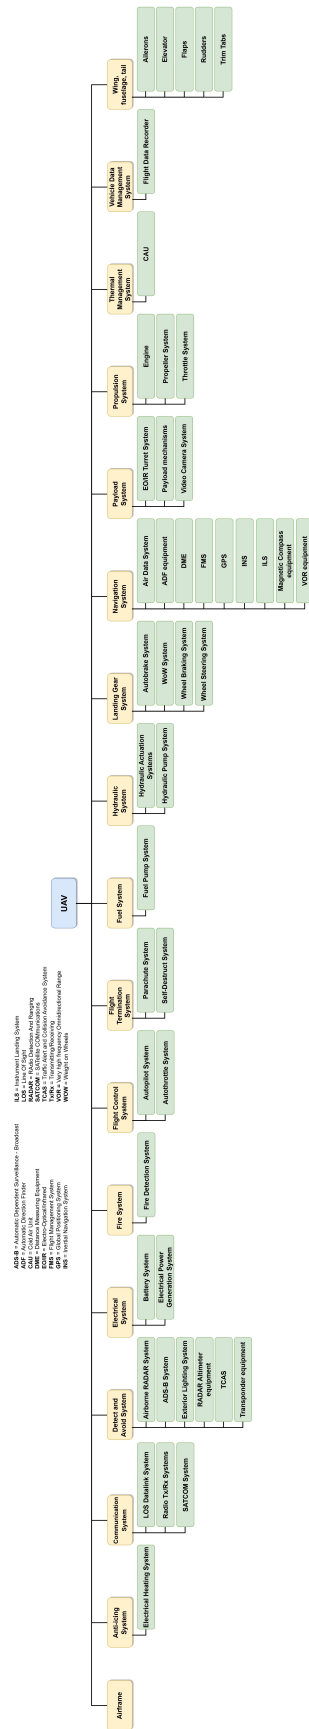 ADS-B = Automatic Dependent Surveillance - Broadcast
ADF = Automatic Direction Finder
CAU = Cold Air Unit
DME = Distance Measuring Equipment
EO/IR = Electro-Optical/Infrared
FMS = Flight Management System
GPS = Global Positioning System
INS = Inertial Navigation System
ILS = Instrument Landing System
LOS = Line Of Sight
RADAR = RAdio Detection And Ranging
SATCOM = SATellite COMmunications
TCAS = Traffic Alert and Collision Avoidance System
Tx/Rx = Transmitting/Receiving
VOR = Very high frequency Omnidirectional Range
WOW = Weight on Wheels
UAV
Airframe
Anti-icing
System
Electrical Heating System
Communication
System
LOS Datalink System
Radio Tx/Rx Systems
SATCOM System
Detect and
Avoid System
Airborne RADAR System
ADS-B System
Exterior Lighting System
RADAR Altimeter
equipment
TCAS
Transponder equipment
Electrical
System
Battery System
Electrical Power
Generation System
Fire System
Fire Detection System
Flight Control
System
Autopilot System
Autothrottle System
Flight
Termination
System
Parachute System
Self-Destruct System
Fuel System
Fuel Pump System
Hydraulic
System
Hydraulic Actuation
Systems
Hydraulic Pump System
Landing Gear
System
Autobrake System
WoW System
Wheel Braking System
Wheel Steering System
Navigation
System
Air Data System
ADF equipment
DME
FMS
GPS
INS
ILS
Magnetic Compass
equipment
VOR equipment
Payload
System
EO/IR Turret System
Payload mechanisms
Video Camera System
Propulsion
System
Engine
Propeller System
Throttle System
Thermal
Management
System
CAU
Vehicle Data
Management
System
Flight Data Recorder
Wing,
fuselage, tail
Ailerons
Elevator
Flaps
Rudders
Trim Tabs